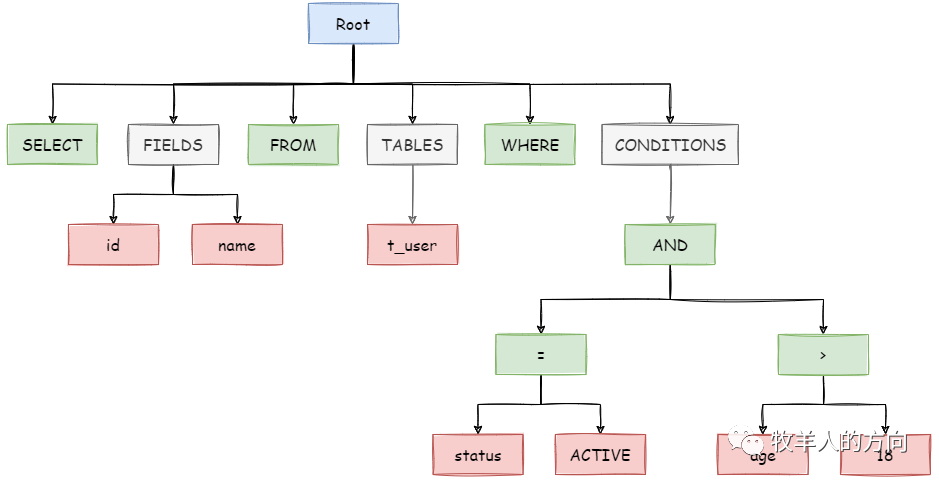 Root
SELECT FIELDS FROM TABLES WHERE CONDITIONS
id name t_user AND
= >
status ACTIVE age 18
牧羊人的方向